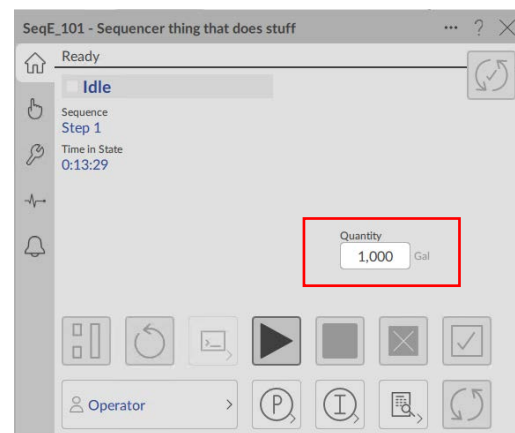 SeqE_101 - Sequencer thing that does stuff ... ?
Ready
Idle
Sequence
Step 1
Time in State
0:13:29
Quantity
1,000 Gal
Operator
P I